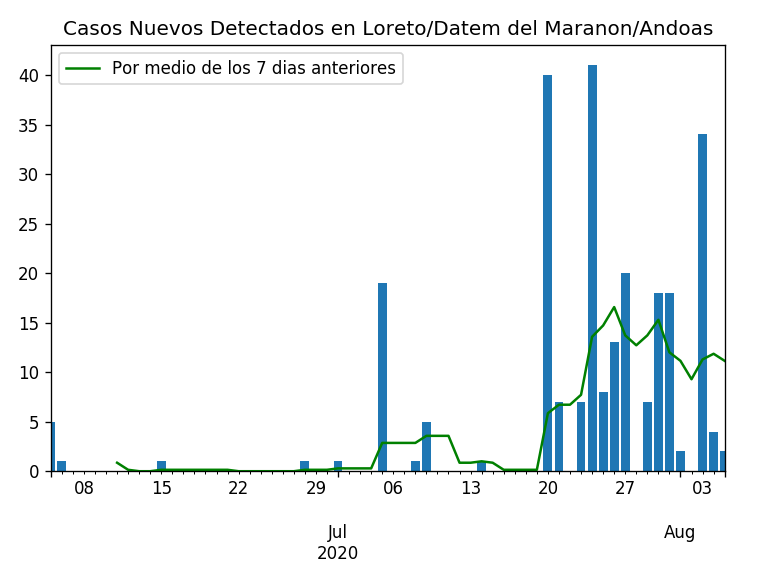 Casos Nuevos Detectados en Loreto/Datem del Maranon/Andoas
Por medio de los 7 dias anteriores
40
35
30
25
20
15
10
5
0
08 15 22 29 06 13 20 27 03
Jul Aug
2020